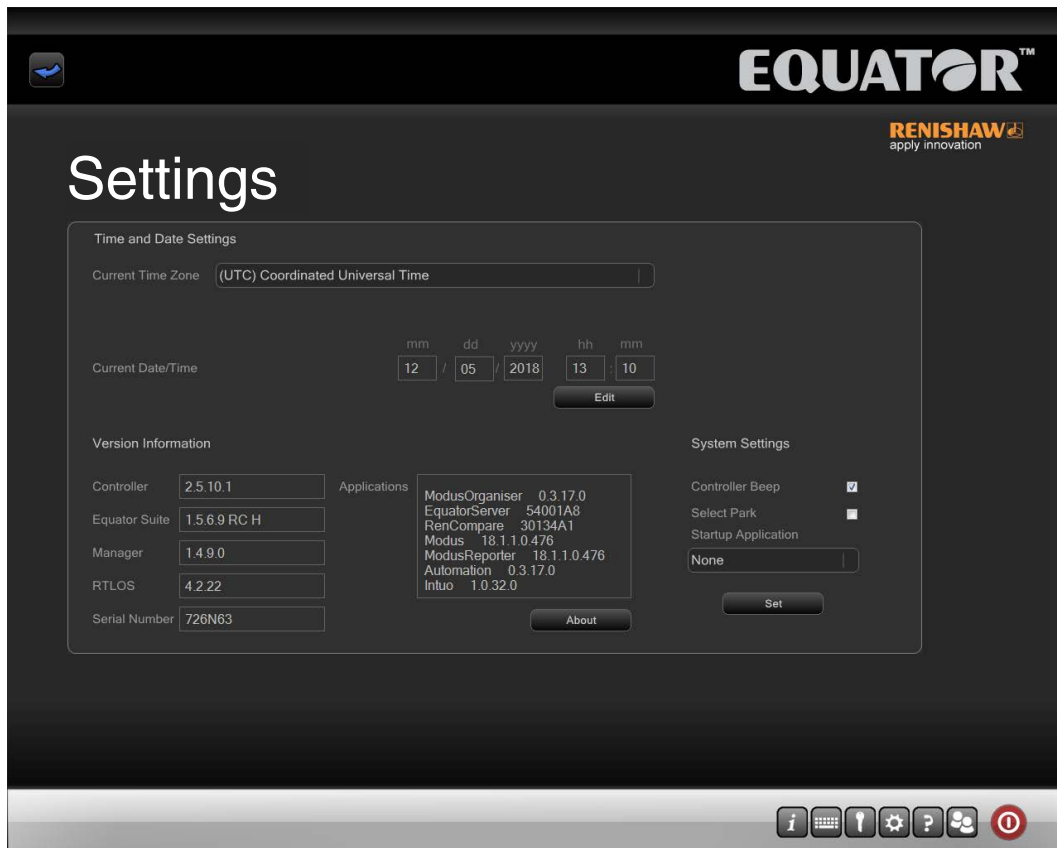 EQUATOR™
RENISHAW
apply innovation
Settings
Time and Date Settings
Current Time Zone (UTC) Coordinated Universal Time
mm dd yyyy hh mm
Current Date/Time 12 / 05 / 2018 13 : 10
Edit
Version Information
Controller 2.5.10.1
Equator Suite 1.5.6.9 RC H
Manager 1.4.9.0
RTLOS 4.2.22
Serial Number 726N63
Applications
ModusOrganiser 0.3.17.0
EquatorServer 54001A8
RenCompare 30134A1
Modus 18.1.1.0.476
ModusReporter 18.1.1.0.476
Automation 0.3.17.0
Intuo 1.0.32.0
About
System Settings
Controller Beep
Select Park
Startup Application
None
Set
i ?